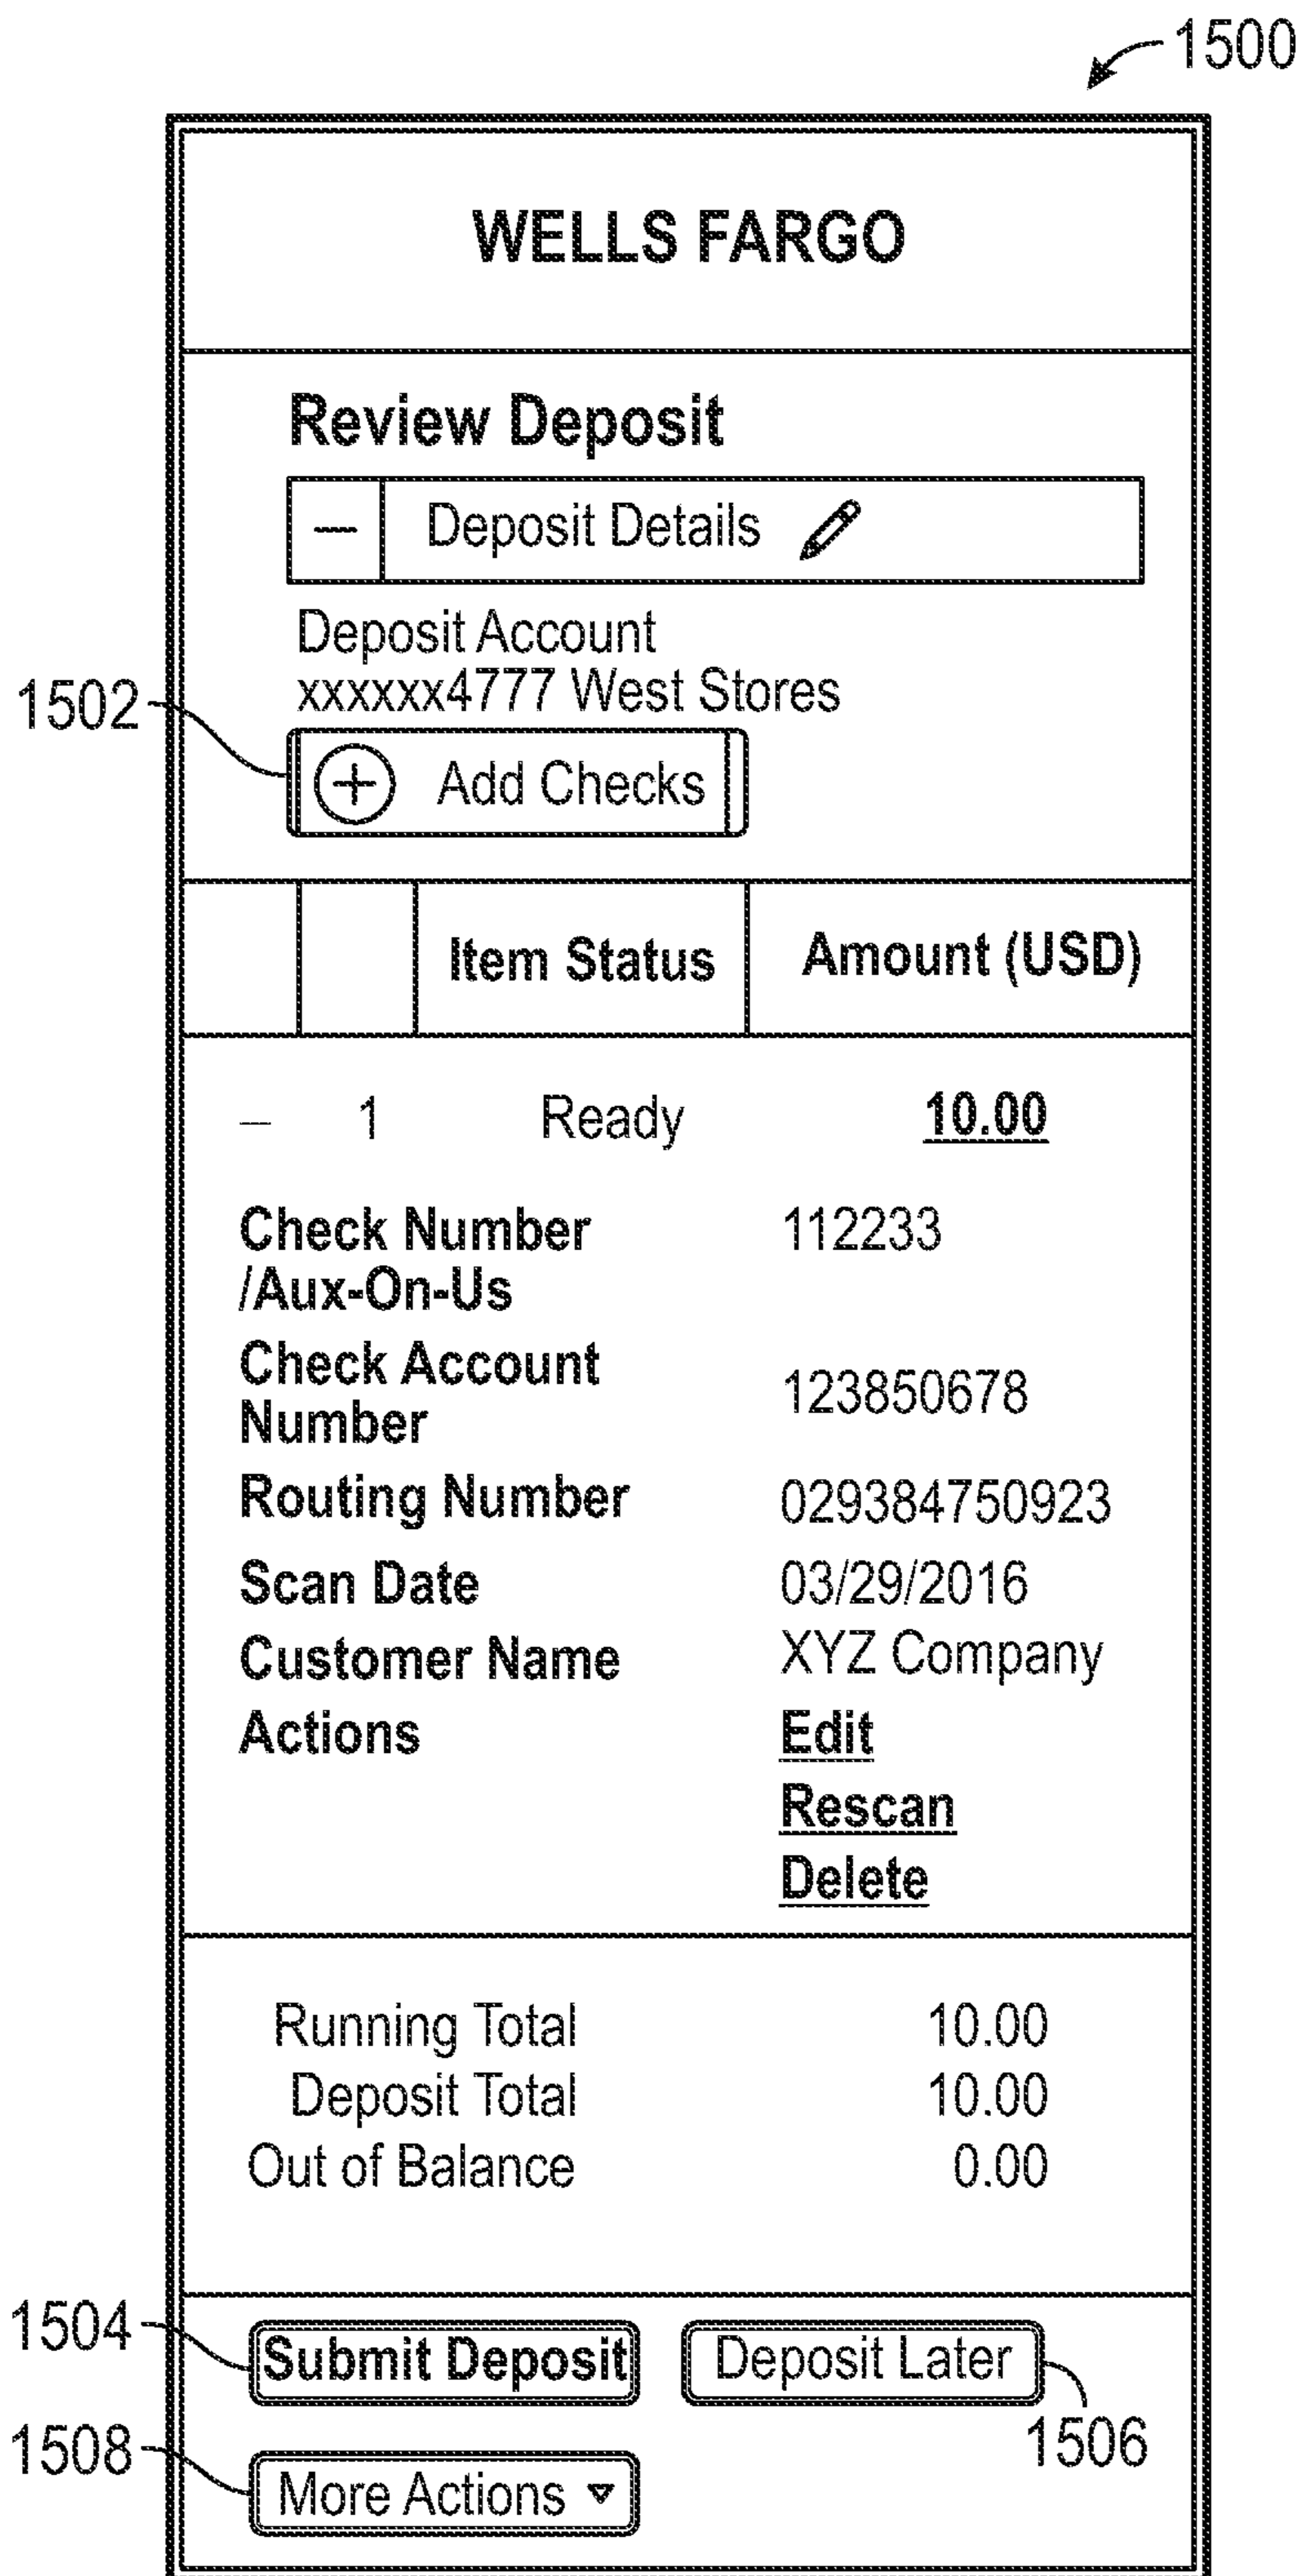 1500
WELLS FARGO
Review Deposit
— Deposit Details
Deposit Account
xxxxxx4777 West Stores
1502
+ Add Checks
Item Status Amount (USD)
— 1 Ready 10.00
Check Number 112233
/Aux-On-Us
Check Account
Number 123850678
Routing Number 029384750923
Scan Date 03/29/2016
Customer Name XYZ Company
Actions Edit
Rescan
Delete
Running Total 10.00
Deposit Total 10.00
Out of Balance 0.00
1504 Submit Deposit Deposit Later
1506
1508 More Actions